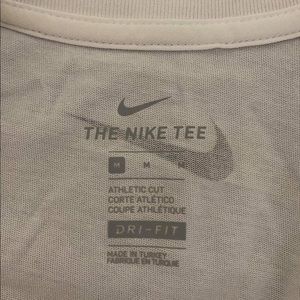 THE NIKE TEE
M M M
ATHLETIC CUT
CORTE ATLÉTICO
COUPE ATHLÉTIQUE
DRI-FIT
MADE IN TURKEY
FABRIQUÉ EN TURQUIE